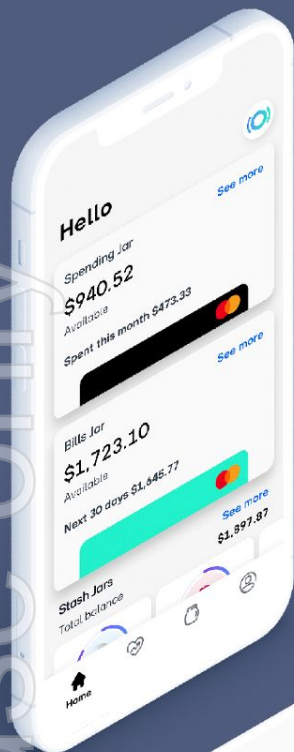 Hello
See more
Spending Jar
$940.52
Available
Spent this month $473.33
See more
Bills Jar
$1,723.10
Available
Next 30 days $1,645.77
See more
Stash Jars
$1,897.87
Total balance
Home